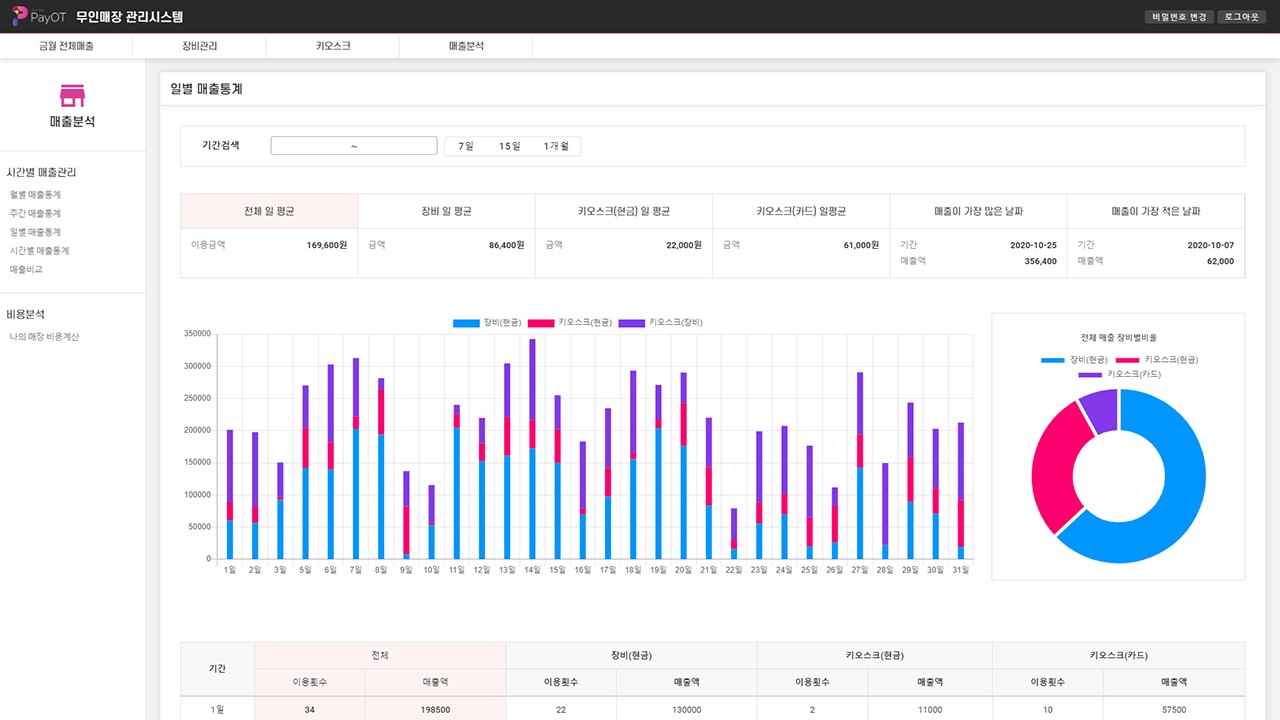 PayOT 무인매장 관리시스템
비밀번호 변경 로그아웃
금월 전체매출 장비관리 키오스크 매출분석
매출분석
시간별 매출관리
월별 매출통계
주간 매출통계
일별 매출통계
시간별 매출통계
매출비교
비용분석
나의 매장 비용계산
일별 매출통계
기간검색 ~ 7일 15일 1개월
전체 일 평균 장비 일 평균 키오스크(현금) 일 평균 키오스크(카드) 일평균 매출이 가장 많은 날짜 매출이 가장 적은 날짜
이용금액 169,600원 금액 86,400원 금액 22,000원 금액 61,000원 기간 2020-10-25 기간 2020-10-07
매출액 356,400 매출액 62,000
장비(현금) 키오스크(현금) 키오스크(장비)
350000
300000
250000
200000
150000
100000
50000
0
1일 2일 3일 5일 6일 7일 8일 9일 10일 11일 12일 13일 14일 15일 16일 17일 18일 19일 20일 21일 22일 23일 24일 25일 26일 27일 28일 29일 30일 31일
전체 매출 장비별비율
장비(현금) 키오스크(현금)
키오스크(카드)
기간 전체 장비(현금) 키오스크(현금) 키오스크(카드)
이용횟수 매출액 이용횟수 매출액 이용횟수 매출액 이용횟수 매출액
1일 34 198500 22 130000 2 11000 10 57500